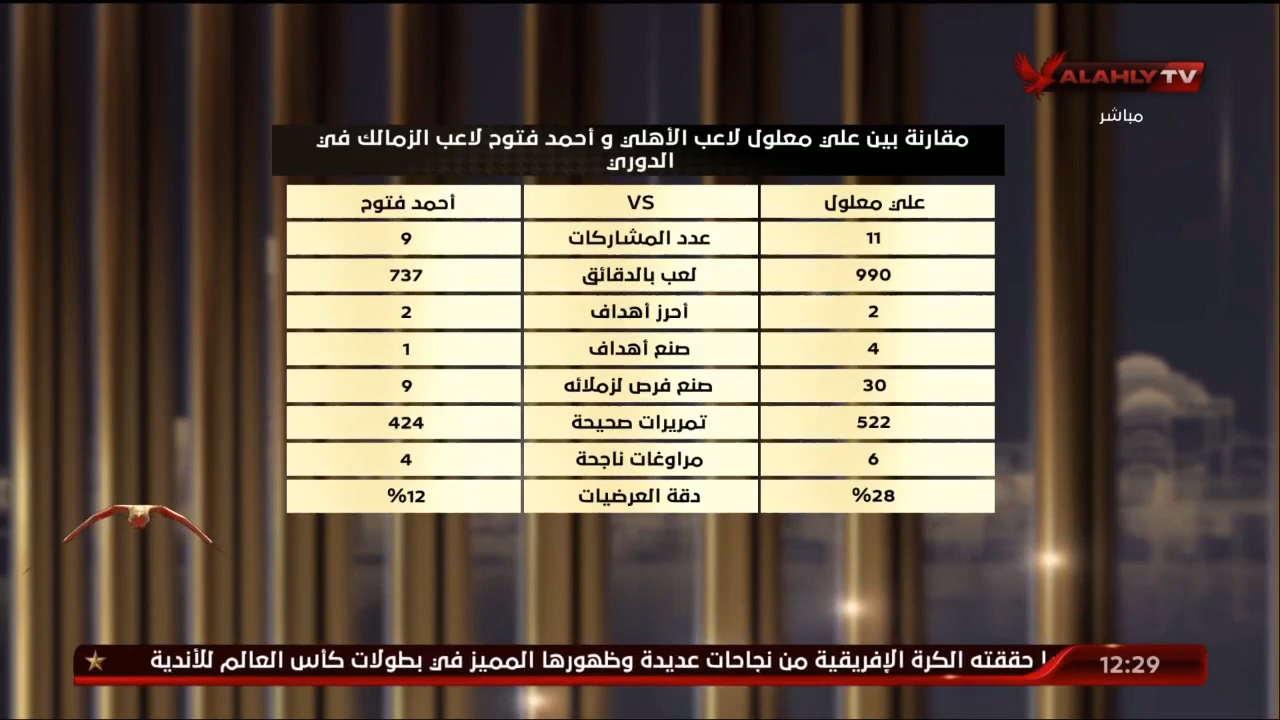 ALAHLY TV
مباشر
مقارنة بين علي معلول لاعب الأهلي و أحمد فتوح لاعب الزمالك في
الدوري
علي معلول VS أحمد فتوح
11 عدد المشاركات 9
990 لعب بالدقائق 737
2 أحرز أهداف 2
4 صنع أهداف 1
30 صنع فرص لزملائه 9
522 تمريرات صحيحة 424
6 مراوغات ناجحة 4
%28 دقة العرضيات %12
12:29
حققته الكرة الإفريقية من نجاحات عديدة وظهورها المميز في بطولات كأس العالم للأندية